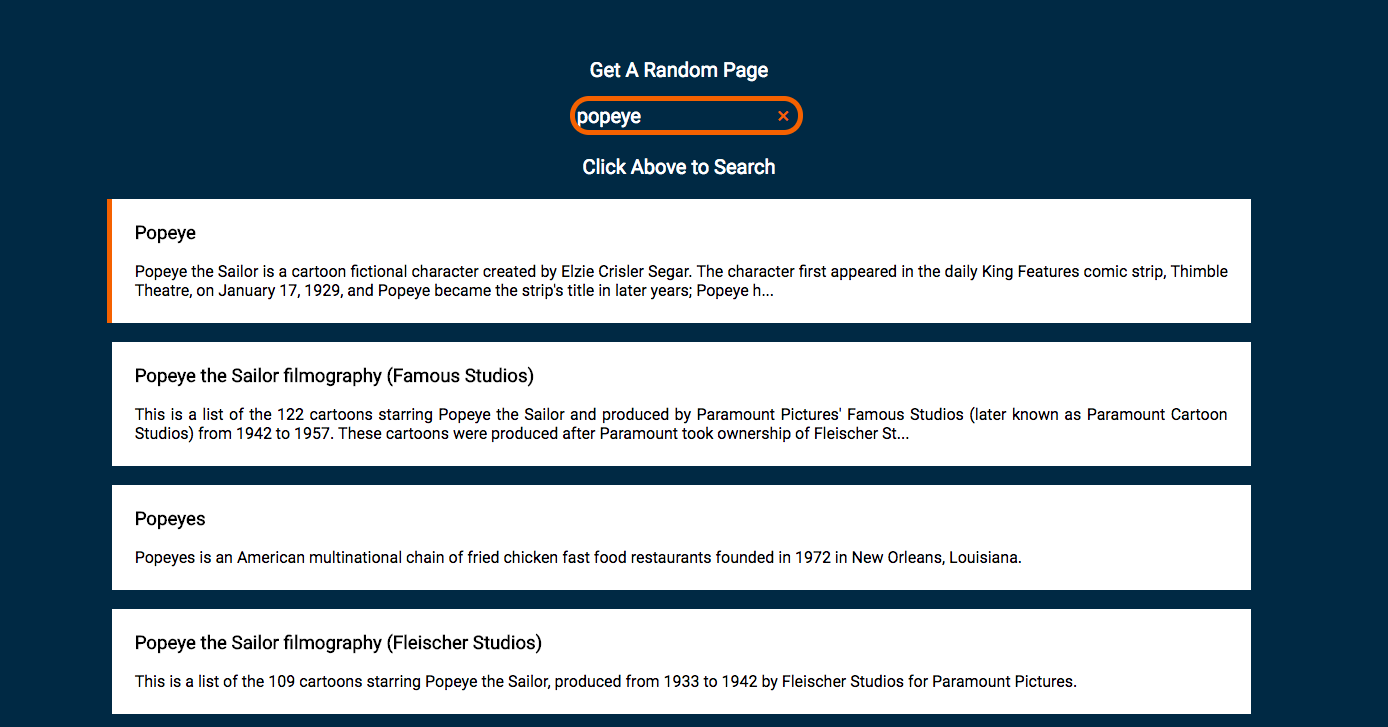 Get A Random Page
popeye
Click Above to Search
Popeye
Popeye the Sailor is a cartoon fictional character created by Elzie Crisler Segar. The character first appeared in the daily King Features comic strip, Thimble
Theatre, on January 17, 1929, and Popeye became the strip's title in later years; Popeye h...
Popeye the Sailor filmography (Famous Studios)
This is a list of the 122 cartoons starring Popeye the Sailor and produced by Paramount Pictures' Famous Studios (later known as Paramount Cartoon
Studios) from 1942 to 1957. These cartoons were produced after Paramount took ownership of Fleischer St...
Popeyes
Popeyes is an American multinational chain of fried chicken fast food restaurants founded in 1972 in New Orleans, Louisiana.
Popeye the Sailor filmography (Fleischer Studios)
This is a list of the 109 cartoons starring Popeye the Sailor, produced from 1933 to 1942 by Fleischer Studios for Paramount Pictures.